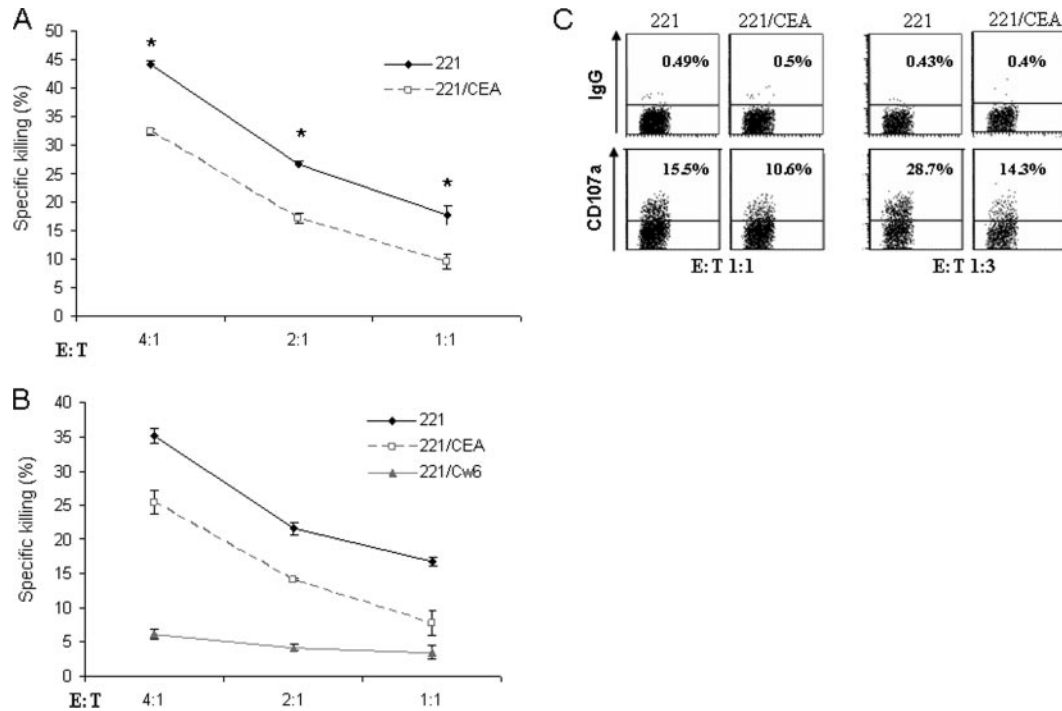 A
50
45
40
35
30
25
20
15
10
5
0
Specific killing (%)
*
*
*
221
221/CEA
E:T
4:1
2:1
1:1
B
40
35
30
25
20
15
10
5
0
Specific killing (%)
221
221/CEA
221/Cw6
E:T
4:1
2:1
1:1
C
221
221/CEA
221
221/CEA
IgG
0.49%
0.5%
0.43%
0.4%
CD107a
15.5%
10.6%
28.7%
14.3%
E:T 1:1
E:T 1:3